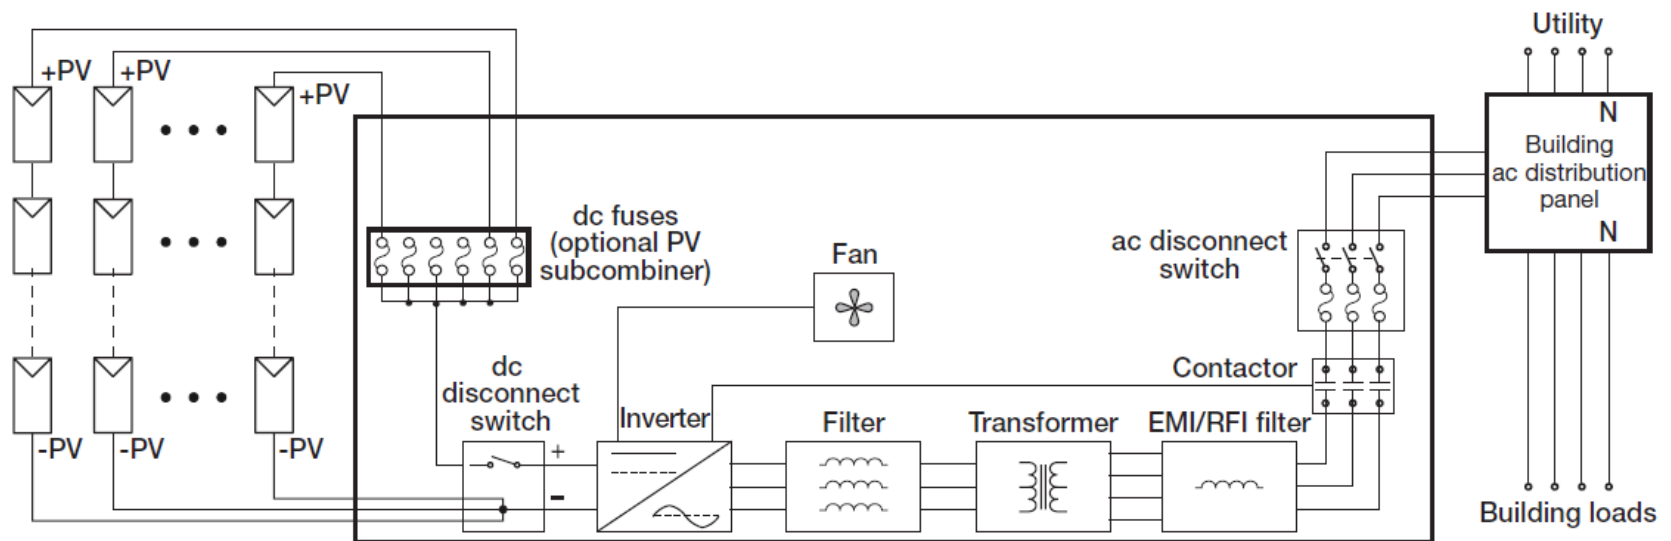 Utility
+PV
+PV
+PV
N
Building
ac distribution
panel
N
dc fuses
(optional PV
subcombiner)
Fan
ac disconnect
switch
dc
disconnect
switch
Contactor
Inverter
Filter
Transformer
EMI/RFI filter
-PV
-PV
-PV
+
-
Building loads